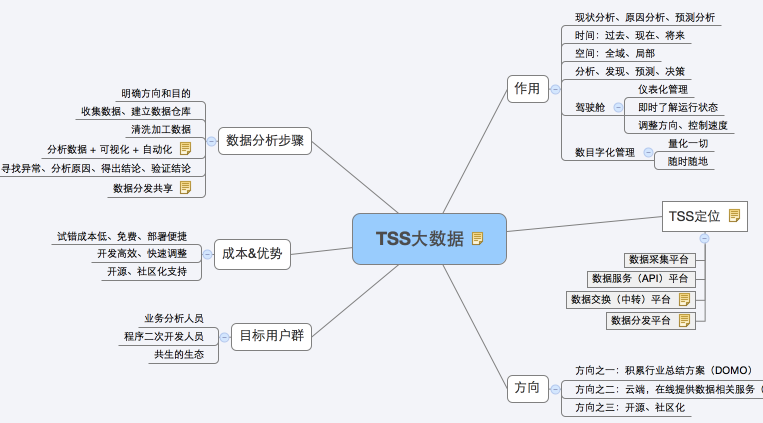 TSS大数据
作用
现状分析、原因分析、预测分析
时间：过去、现在、将来
空间：全域、局部
分析、发现、预测、决策
驾驶舱
仪表化管理
即时了解运行状态
调整方向、控制速度
数目字化管理
量化一切
随时随地
TSS定位
数据采集平台
数据服务（API）平台
数据交换（中转）平台
数据分发平台
方向
方向之一：积累行业总结方案（DOMO）
方向之二：云端，在线提供数据相关服务（
方向之三：开源、社区化
数据分析步骤
明确方向和目的
收集数据、建立数据仓库
清洗加工数据
分析数据 + 可视化 + 自动化
寻找异常、分析原因、得出结论、验证结论
数据分发共享
成本&优势
试错成本低、免费、部署便捷
开发高效、快速调整
开源、社区化支持
目标用户群
业务分析人员
程序二次开发人员
共生的生态